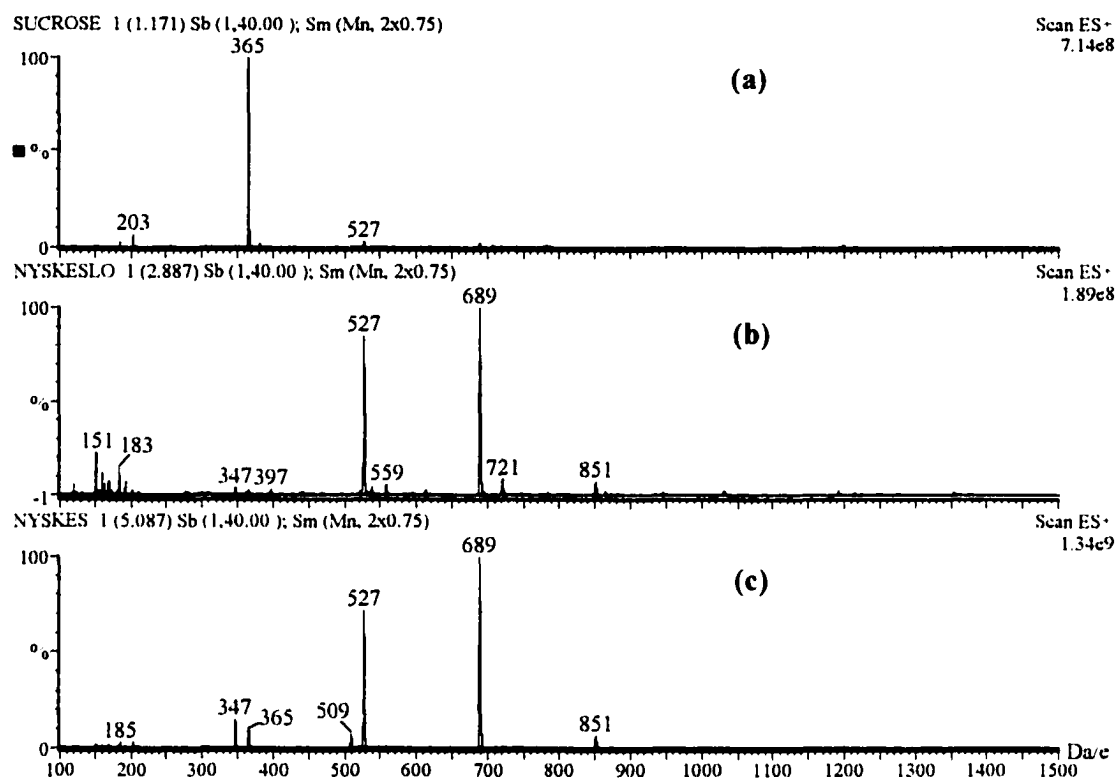 SUCROSE 1 (1.171) Sb (1,40.00 ); Sm (Mn, 2x0.75)
Scan ES+
7.14e8
100
365
(a)
%
203
527
0
NYSKESLO 1 (2.887) Sb (1,40.00 ); Sm (Mn, 2x0.75)
Scan ES+
1.89e8
100
689
527
(b)
%
151
183
347
397
559
721
851
-1
NYSKES 1 (5.087) Sb (1,40.00 ); Sm (Mn, 2x0.75)
Scan ES+
1.34e9
100
689
(c)
527
%
185
347
365
509
851
0
Da/e
100 200 300 400 500 600 700 800 900 1000 1100 1200 1300 1400 1500